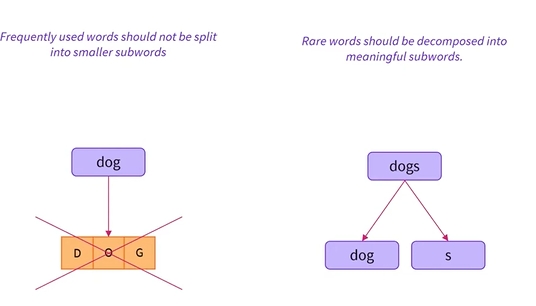 Frequently used words should not be split
into smaller subwords
Rare words should be decomposed into
meaningful subwords.
dog
D O G
dogs
dog
s